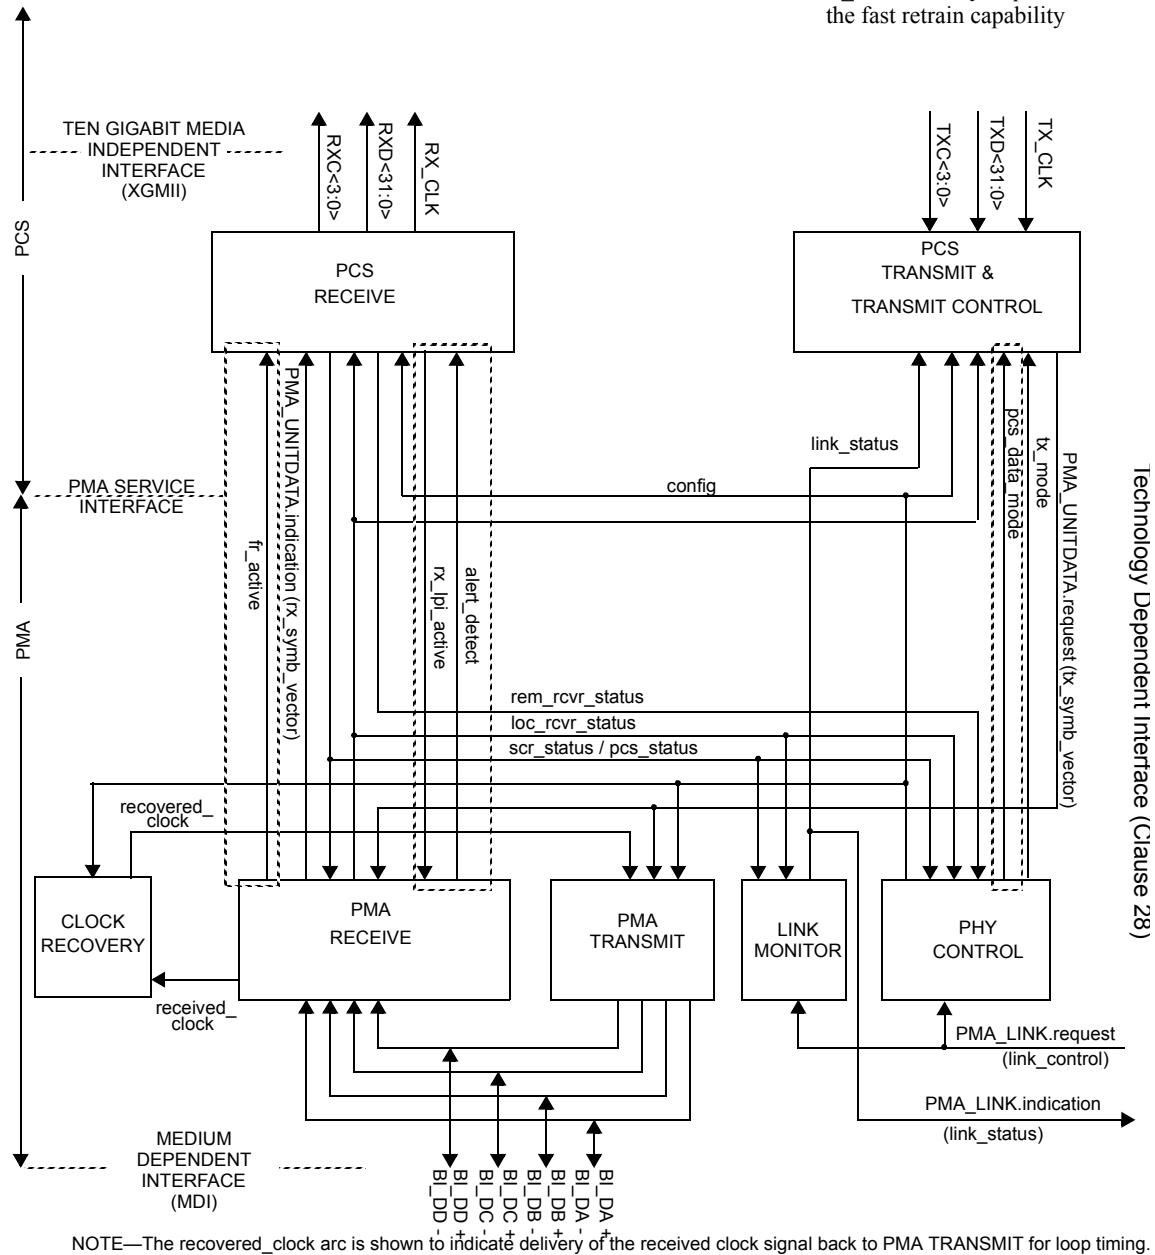 the fast retrain capability
TEN GIGABIT MEDIA
INDEPENDENT
INTERFACE
(XGMII)
RXC<3:0>
RXD<31:0>
RX_CLK
TXC<3:0>
TXD<31:0>
TX_CLK
PCS
PCS
RECEIVE
PCS
TRANSMIT &
TRANSMIT CONTROL
PMA_UNITDATA.indication (rx_symb_vector)
link_status
pcs_data_mode
tx_mode
PMA_UNITDATA.request (tx_symb_vector)
Technology Dependent Interface (Clause 28)
PMA SERVICE
INTERFACE
config
fr_active
rx_lpi_active
alert_detect
PMA
rem_rcvr_status
loc_rcvr_status
scr_status / pcs_status
recovered_
clock
CLOCK
RECOVERY
PMA
RECEIVE
PMA
TRANSMIT
LINK
MONITOR
PHY
CONTROL
received_
clock
PMA_LINK.request
(link_control)
PMA_LINK.indication
(link_status)
MEDIUM
DEPENDENT
INTERFACE
(MDI)
BI_DD -
BI_DD +
BI_DC -
BI_DC +
BI_DB -
BI_DB +
BI_DA -
BI_DA +
NOTE—The recovered_clock arc is shown to indicate delivery of the received clock signal back to PMA TRANSMIT for loop timing.